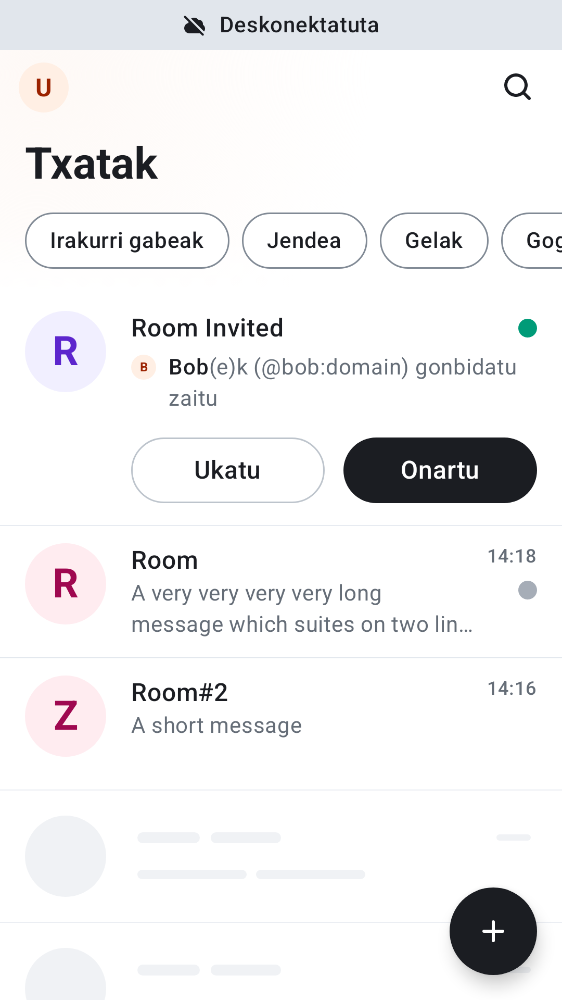 Deskonektatuta
U
Txatak
Irakurri gabeak
Jendea
Gelak
R
Room Invited
B
Bob(e)k (@bob:domain) gonbidatu
zaitu
Ukatu
Onartu
R
Room
14:18
A very very very very long
message which suites on two lin…
Z
Room#2
14:16
A short message